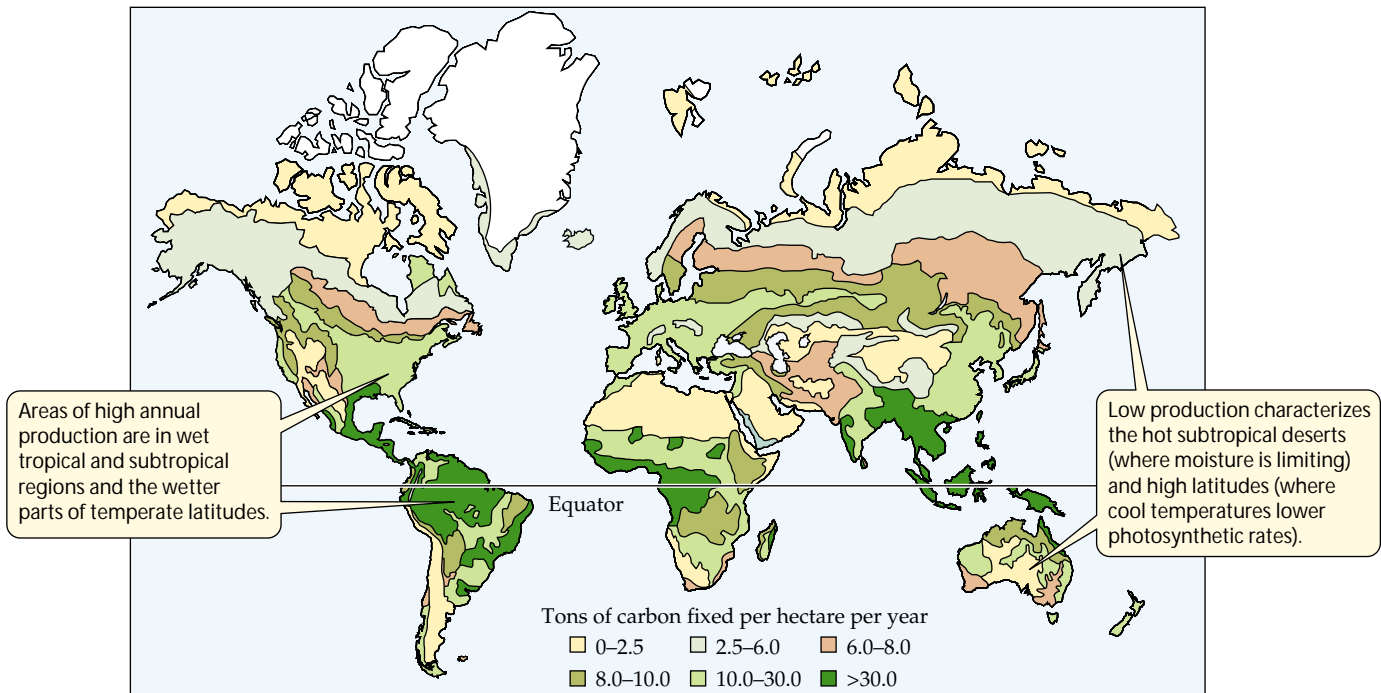 Areas of high annual
production are in wet
tropical and subtropical
regions and the wetter
parts of temperate latitudes.
Low production characterizes
the hot subtropical deserts
(where moisture is limiting)
and high latitudes (where
cool temperatures lower
photosynthetic rates).
Equator
Tons of carbon fixed per hectare per year
0–2.5 2.5–6.0 6.0–8.0
8.0–10.0 10.0–30.0 >30.0